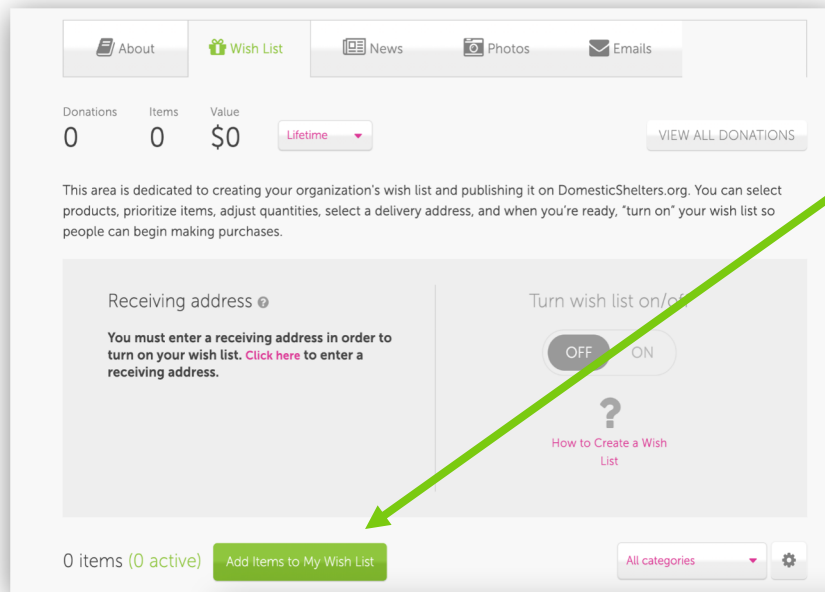 About
Wish List
News
Photos
Emails
Donations Items Value
0 0 $0
Lifetime
VIEW ALL DONATIONS
This area is dedicated to creating your organization's wish list and publishing it on DomesticShelters.org. You can select
products, prioritize items, adjust quantities, select a delivery address, and when you're ready, "turn on" your wish list so
people can begin making purchases.
Receiving address ?
You must enter a receiving address in order to
turn on your wish list. Click here to enter a
receiving address.
Turn wish list on/off
OFF ON
?
How to Create a Wish
List
0 items (0 active)
Add Items to My Wish List
All categories